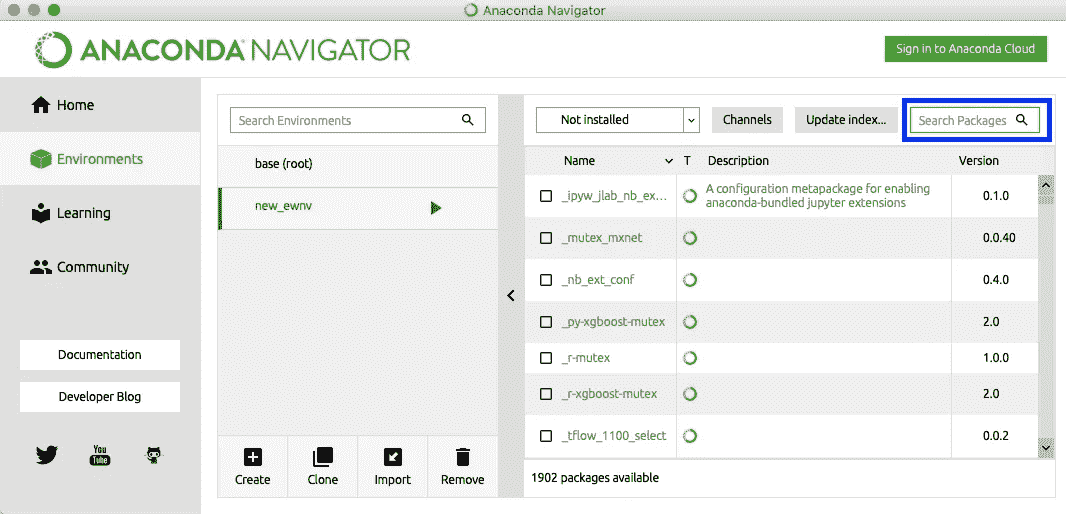 Anaconda Navigator
ANACONDA NAVIGATOR
Sign in to Anaconda Cloud
Home
Environments
Learning
Community
Documentation
Developer Blog
You
Tube
Search Environments
base (root)
new_ewnv
Create
Clone
Import
Remove
Not installed
Channels
Update index...
Search Packages
Name
T
Description
Version
_ipyw_jlab_nb_ex...
A configuration metapackage for enabling
anaconda-bundled jupyter extensions
0.1.0
_mutex_mxnet
0.0.40
_nb_ext_conf
0.4.0
_py-xgboost-mutex
2.0
_r-mutex
1.0.0
_r-xgboost-mutex
2.0
_tflow_1100_select
0.0.2
1902 packages available